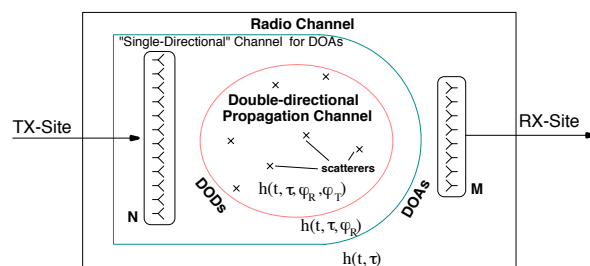 Radio Channel
"Single-Directional" Channel for DOAs
Double-directional
Propagation Channel
TX-Site
RX-Site
scatterers
DODs
DOAs
N
M
h(t, τ, φ_R, φ_T)
h(t, τ, φ_R)
h(t, τ)